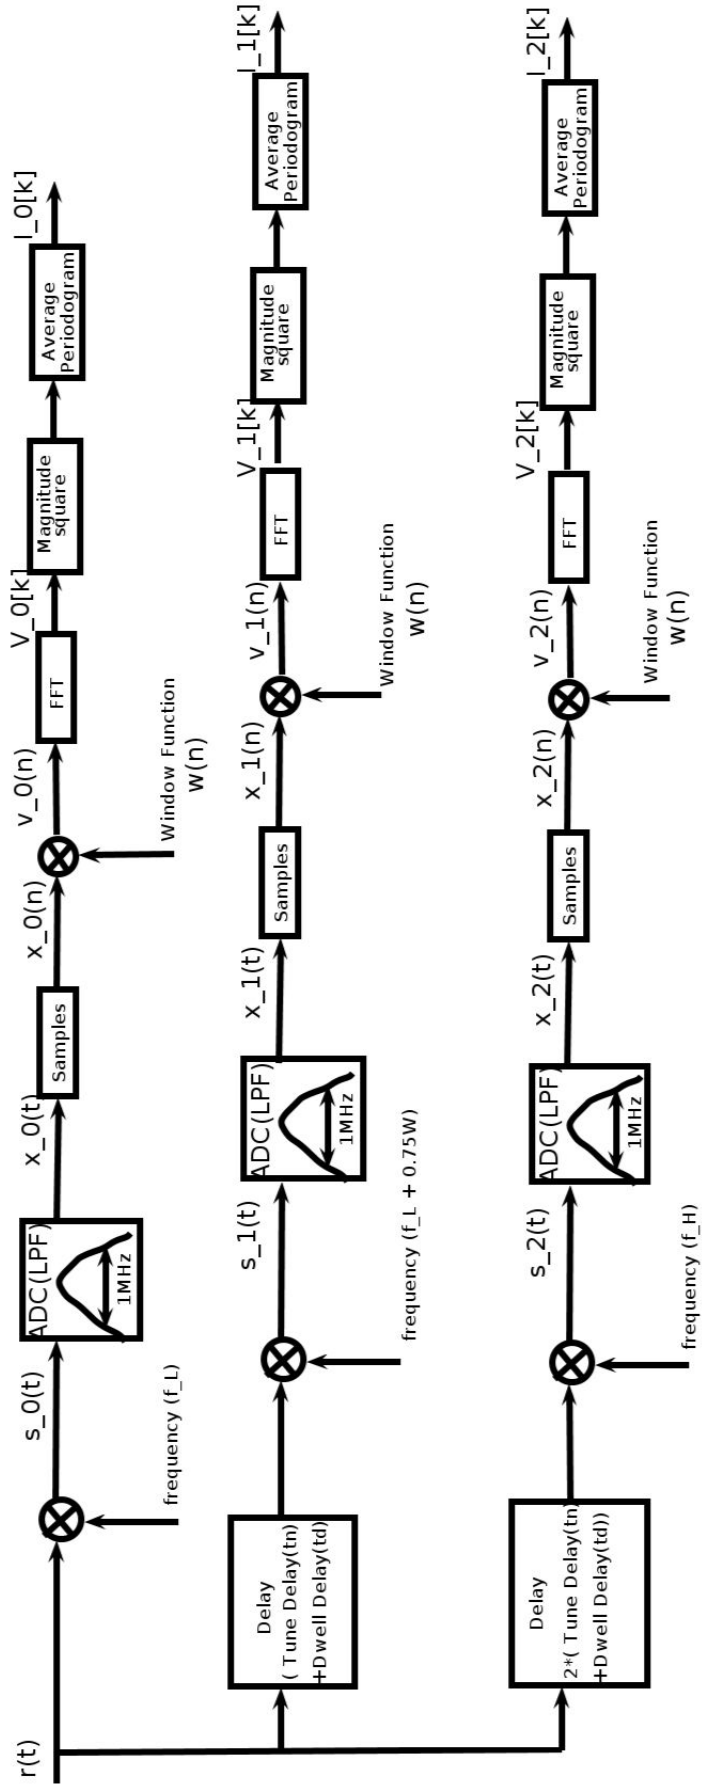 r(t)
frequency (f_L)
s_0(t)
ADC(LPF)
1MHz
x_0(t)
Samples
x_0(n)
Window Function
w(n)
v_0(n)
FFT
V_0[k]
Magnitude
square
Average
Periodogram
I_0[k]
Delay
( Tune Delay(tn)
+Dwell Delay(td)
frequency (f_L + 0.75W)
s_1(t)
ADC(LPF)
1MHz
x_1(t)
Samples
x_1(n)
Window Function
w(n)
v_1(n)
FFT
V_1[k]
Magnitude
square
Average
Periodogram
I_1[k]
Delay
2*( Tune Delay(tn)
+Dwell Delay(td))
frequency (f_H)
s_2(t)
ADC(LPF)
1MHz
x_2(t)
Samples
x_2(n)
Window Function
w(n)
v_2(n)
FFT
V_2[k]
Magnitude
square
Average
Periodogram
I_2[k]